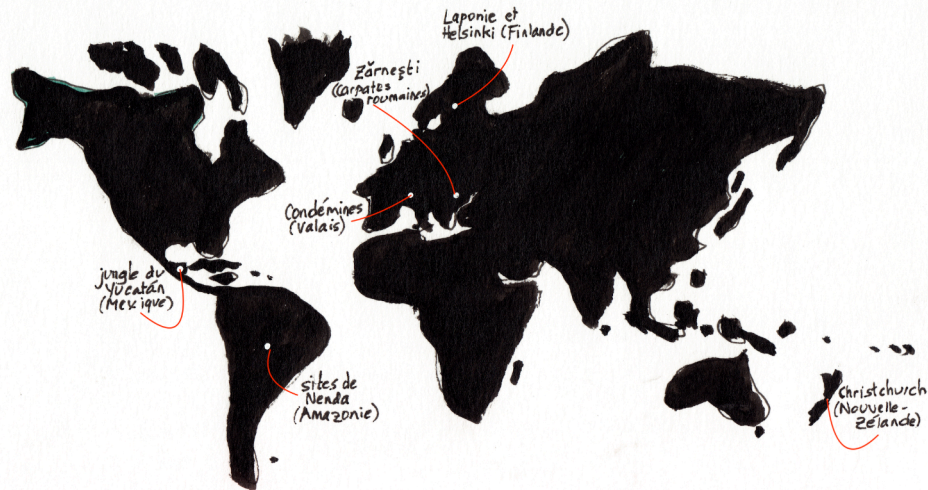 Laponie et
Helsinki (Finlande)
Zărneşti
(Carpates
roumaines)
Condémines
(Valais)
jungle du
Yucatán
(Mexique)
sites de
Nenda
(Amazonie)
Christchurch
(Nouvelle-
Zélande)